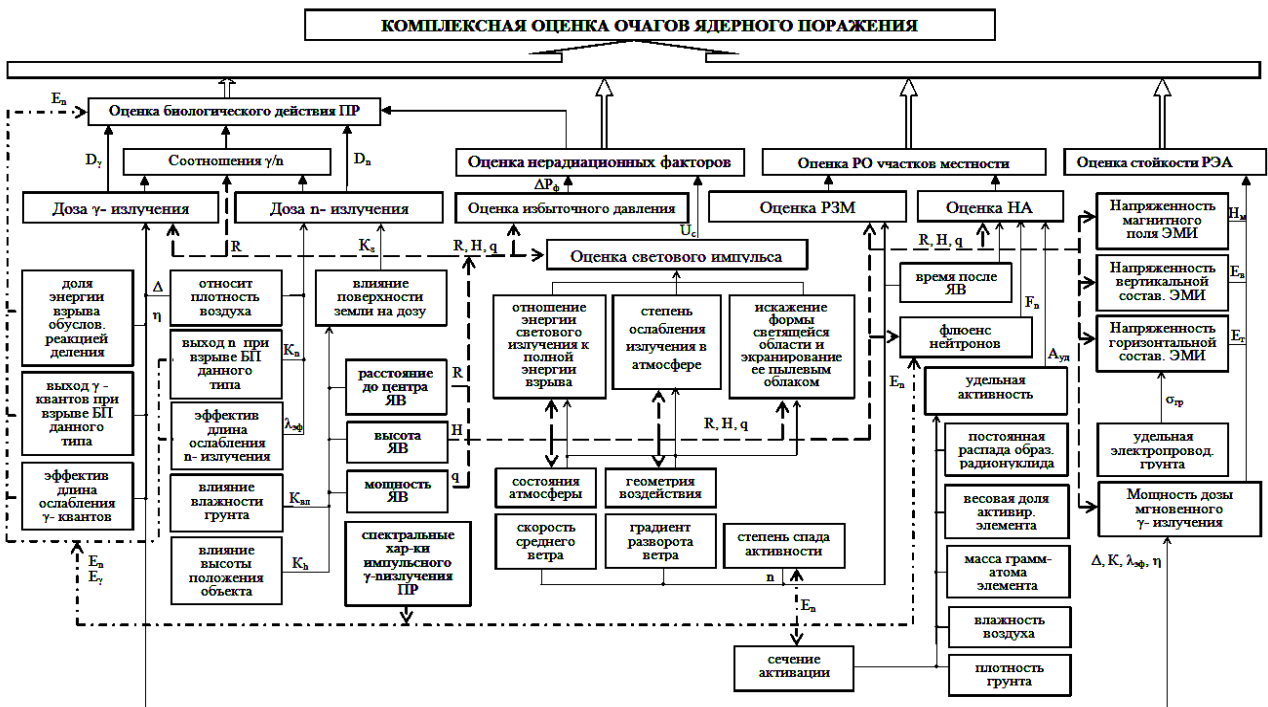 КОМПЛЕКСНАЯ ОЦЕНКА ОЧАГОВ ЯДЕРНОГО ПОРАЖЕНИЯ
Eп
Оценка биологического действия ПР
Dγ
Соотношения γ/n
Dn
Оценка нерадиационных факторов
Оценка РО участков местности
Оценка стойкости РЭА
ΔPф
Доза γ- излучения
Доза n- излучения
Оценка избыточного давления
Оценка РЗМ
Оценка НА
Напряженность
магнитного
поля ЭМИ
Hм
Uс
R
Ks
R, H, q
R, H, q
Оценка светового импульса
доля
энергии
взрыва
обуслов.
реакцией
деления
Δ
η
относит
плотность
воздуха
влияние
поверхности
земли на дозу
время после
ЯВ
Напряженность
вертикальной
состав. ЭМИ
Eв
отношение
энергии
светового
излучения к
полной
энергии
взрыва
степень
ослабления
излучения в
атмосфере
искажение
формы
светящейся
области и
экранирование
ее пылевым
облаком
Fп
флюенс
нейтронов
Напряженность
горизонтальной
состав. ЭМИ
Eг
выход n при
взрыве БП
данного
типа
Kп
Eп
Aуд
выход γ -
квантов при
взрыве БП
данного
типа
расстояние
до центра
ЯВ
R
удельная
активность
σгр
эффектив
длина
ослабления
n- излучения
λэф
высота
ЯВ
H
R, H, q
постоянная
распада образ.
радионуклида
удельная
электропровод.
грунта
эффектив
длина
ослабления
γ- квантов
влияние
влажности
грунта
Kвл
мощность
ЯВ
q
состояния
атмосферы
геометрия
воздействия
весовая доля
активир.
элемента
Мощность дозы
мгновенного
γ- излучения
скорость
среднего
ветра
градиент
разворота
ветра
степень спада
активности
n
спектральные
хар-ки
импульсного
γ-nизлучения
ПР
влияние
высоты
положения
объекта
Kh
Eп
Eγ
масса грамм-
атома
элемента
Δ, K, λэф, η
Eп
влажность
воздуха
сечение
активации
плотность
грунта